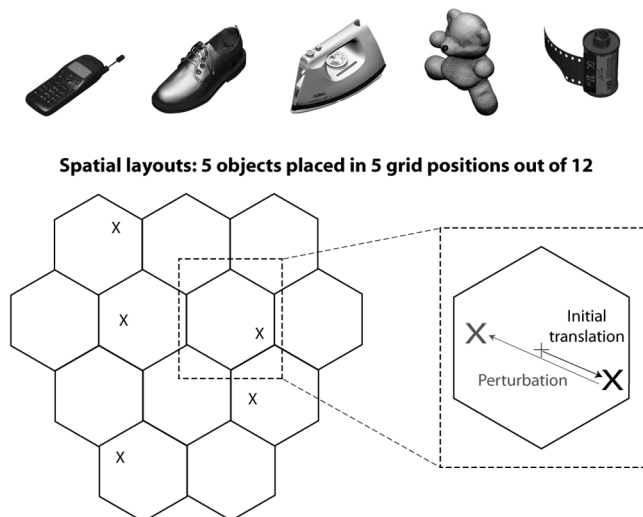 Spatial layouts: 5 objects placed in 5 grid positions out of 12
X
X
X
X
X
Initial
translation
X
X
Perturbation